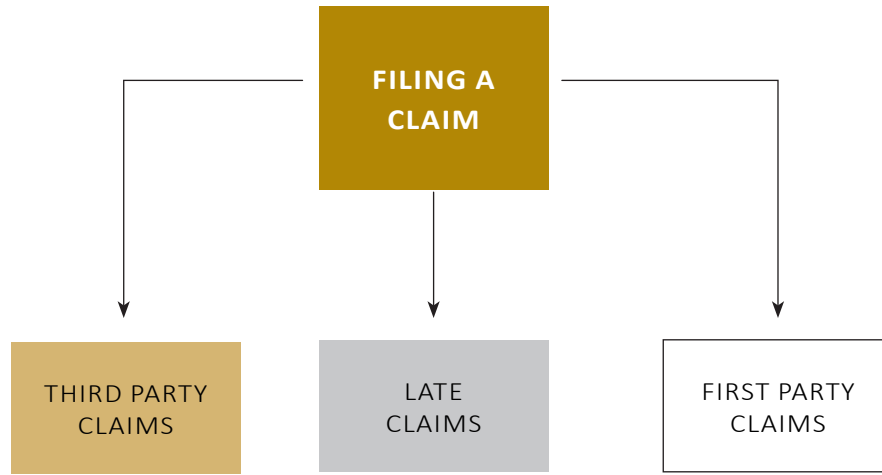 FILING A
CLAIM
THIRD PARTY
CLAIMS
LATE
CLAIMS
FIRST PARTY
CLAIMS